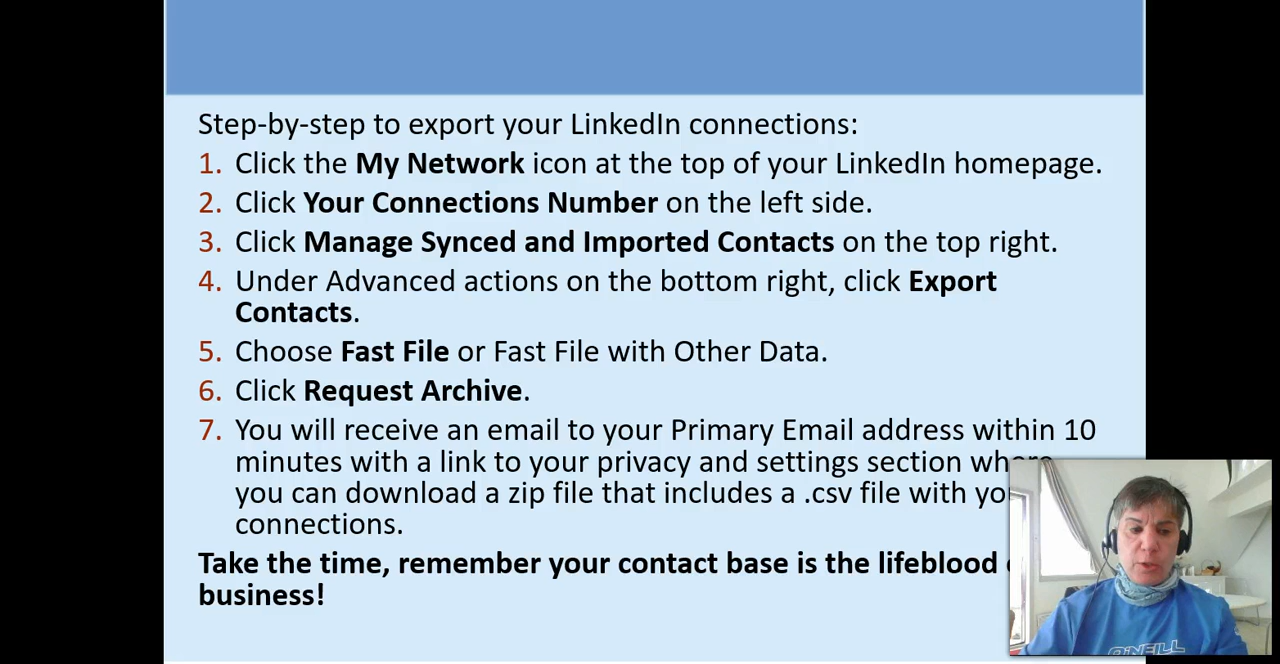 Step-by-step to export your LinkedIn connections:
1. Click the My Network icon at the top of your LinkedIn homepage.
2. Click Your Connections Number on the left side.
3. Click Manage Synced and Imported Contacts on the top right.
4. Under Advanced actions on the bottom right, click Export
Contacts.
5. Choose Fast File or Fast File with Other Data.
6. Click Request Archive.
7. You will receive an email to your Primary Email address within 10
minutes with a link to your privacy and settings section where
you can download a zip file that includes a .csv file with
connections.
Take the time, remember your contact base is the lifeblood
business!
O'NEILL